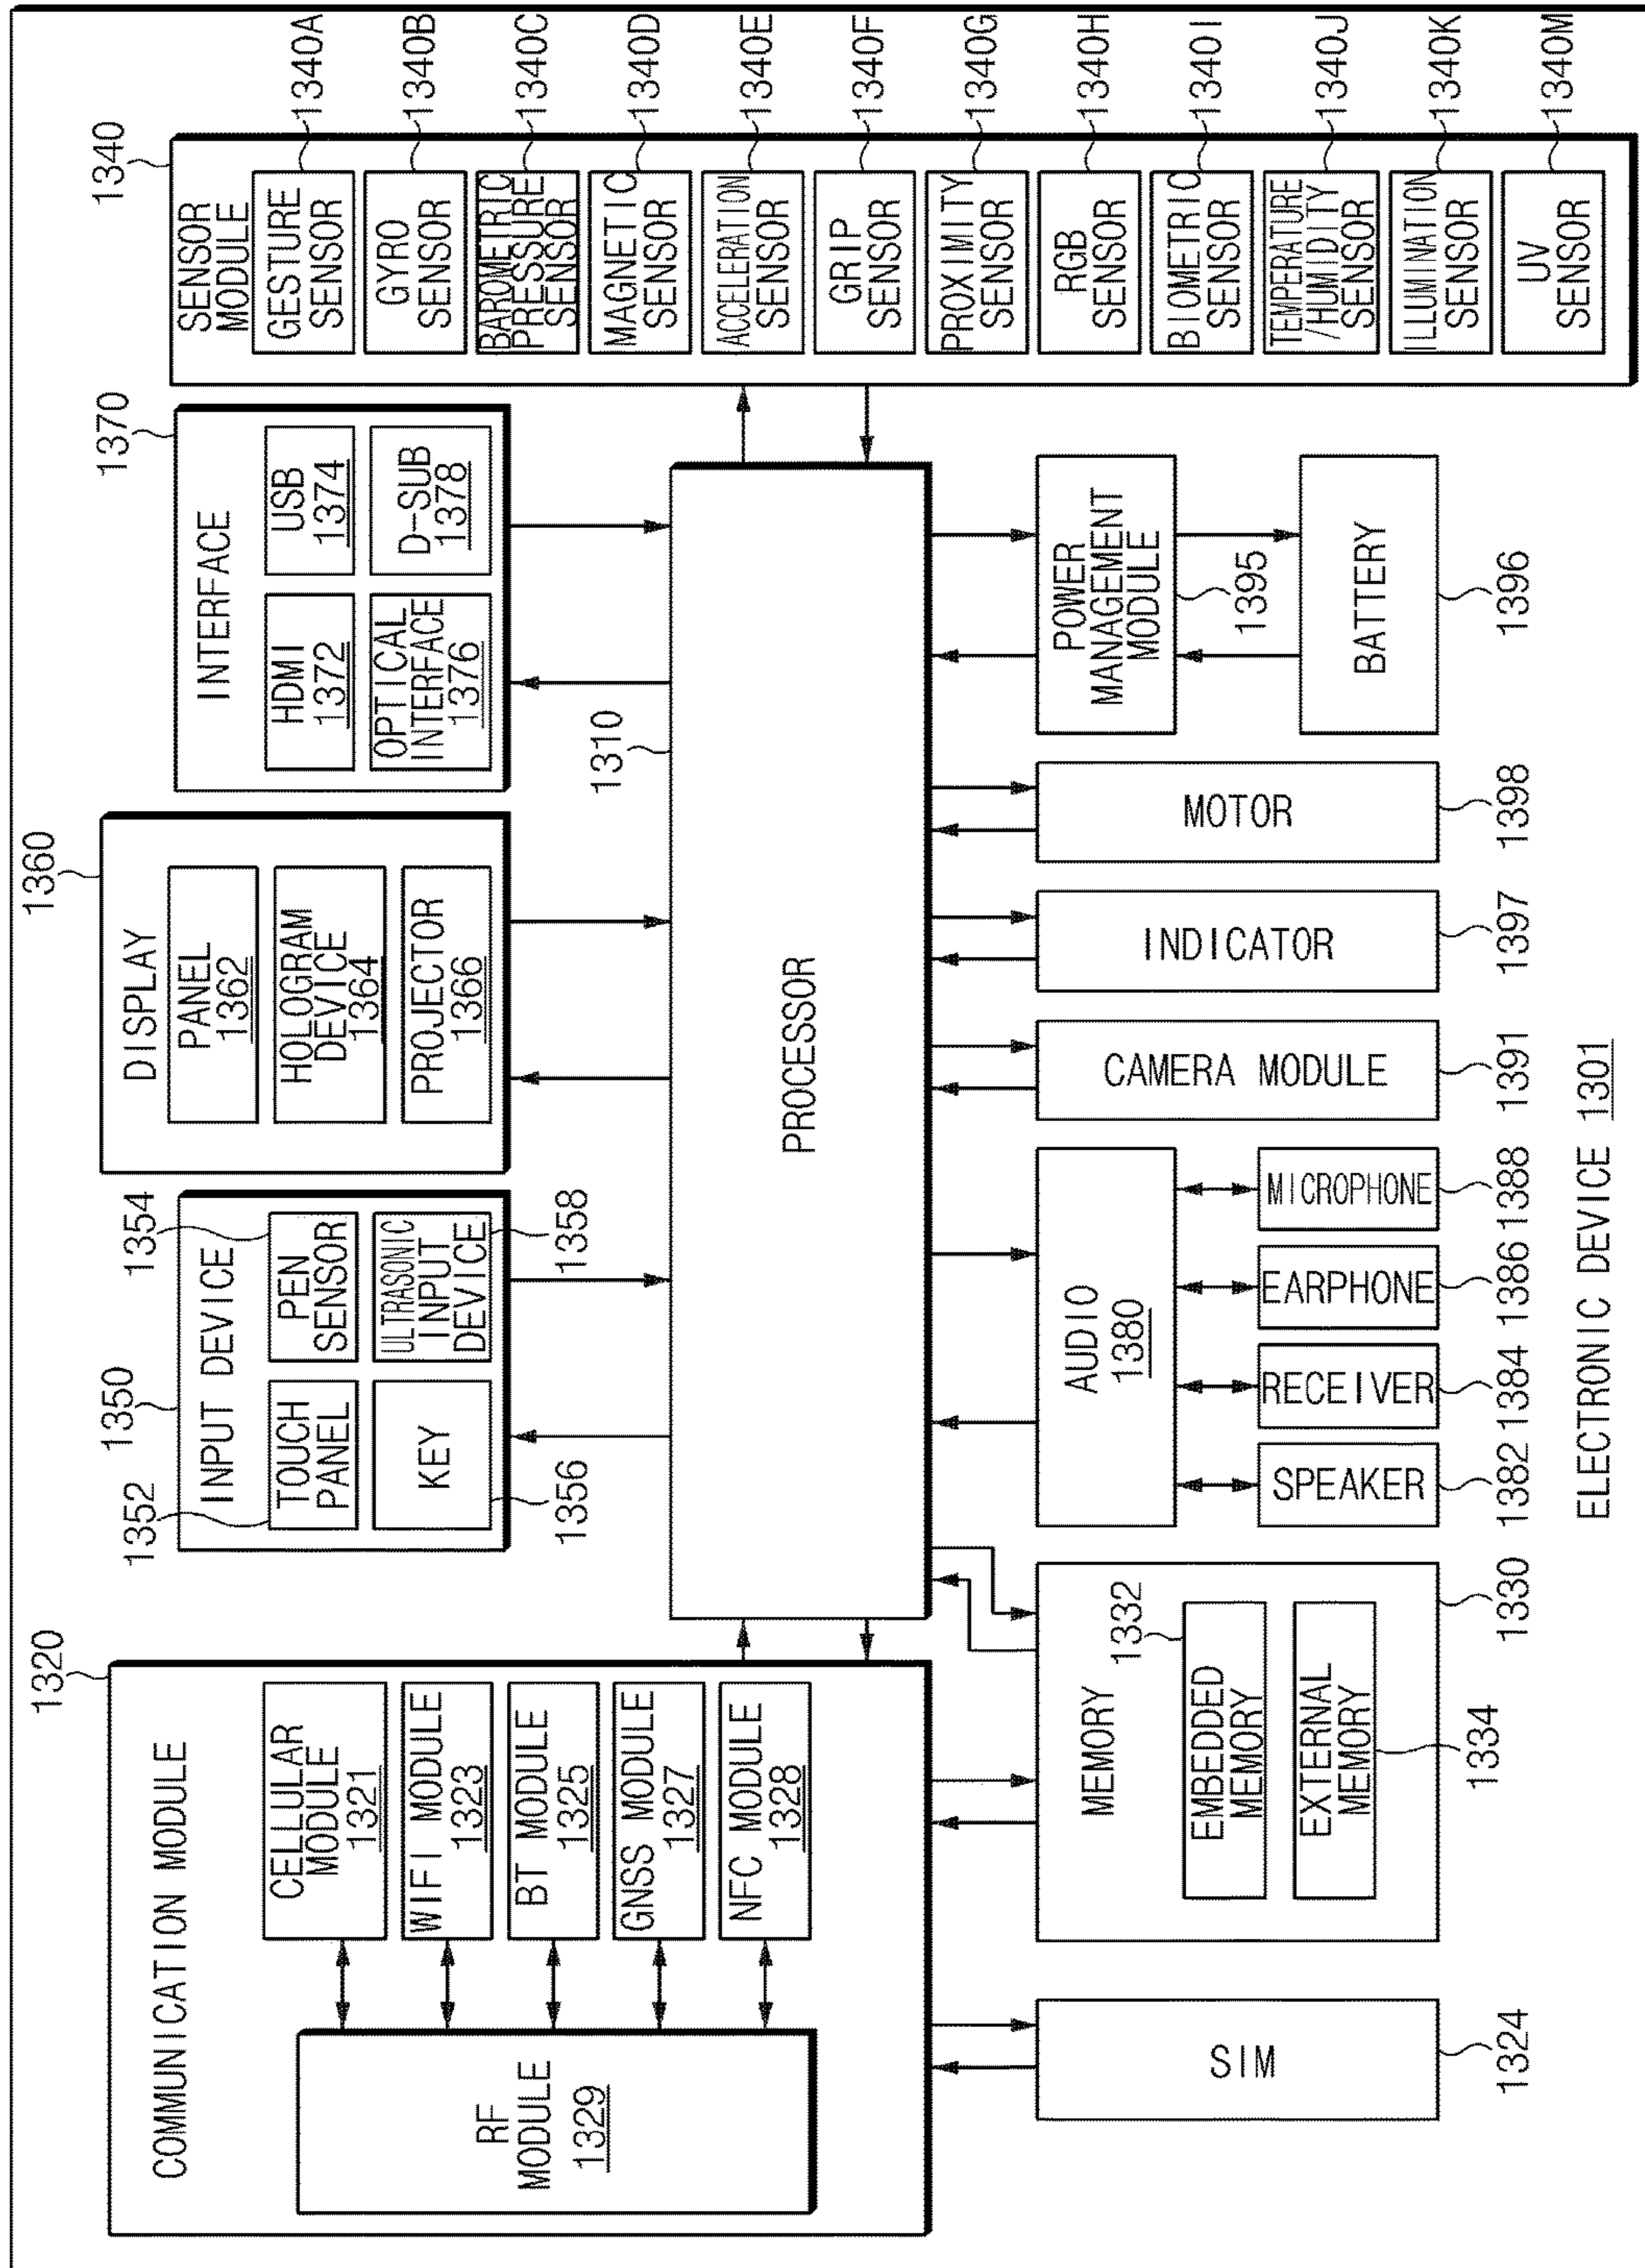 COMMUNICATION MODULE
1320
RF
MODULE
1329
CELLULAR
MODULE
1321
WIFI MODULE
1323
BT MODULE
1325
GNSS MODULE
1327
NFC MODULE
1328
1350
INPUT DEVICE
1352
TOUCH
PANEL
1354
PEN
SENSOR
KEY
1356
ULTRASONIC
INPUT
DEVICE
1358
1360
DISPLAY
PANEL
1362
HOLOGRAM
DEVICE
1364
PROJECTOR
1366
1370
INTERFACE
HDMI
1372
USB
1374
OPTICAL
INTERFACE
1376
D-SUB
1378
1340
SENSOR
MODULE
GESTURE
SENSOR
1340A
GYRO
SENSOR
1340B
BAROMETRIC
PRESSURE
SENSOR
1340C
MAGNETIC
SENSOR
1340D
ACCELERATION
SENSOR
1340E
GRIP
SENSOR
1340F
PROXIMITY
SENSOR
1340G
RGB
SENSOR
1340H
BIOMETRIC
SENSOR
1340I
TEMPERATURE
/HUMIDITY
SENSOR
1340J
ILLUMINATION
SENSOR
1340K
UV
SENSOR
1340M
1310
PROCESSOR
SIM
1324
MEMORY
1332
EMBEDDED
MEMORY
EXTERNAL
MEMORY
1334
1330
AUDIO
1380
SPEAKER
1382
RECEIVER
1384
EARPHONE
1386
MICROPHONE
1388
CAMERA MODULE
1391
INDICATOR
1397
MOTOR
1398
POWER
MANAGEMENT
MODULE
1395
BATTERY
1396
ELECTRONIC DEVICE 1301